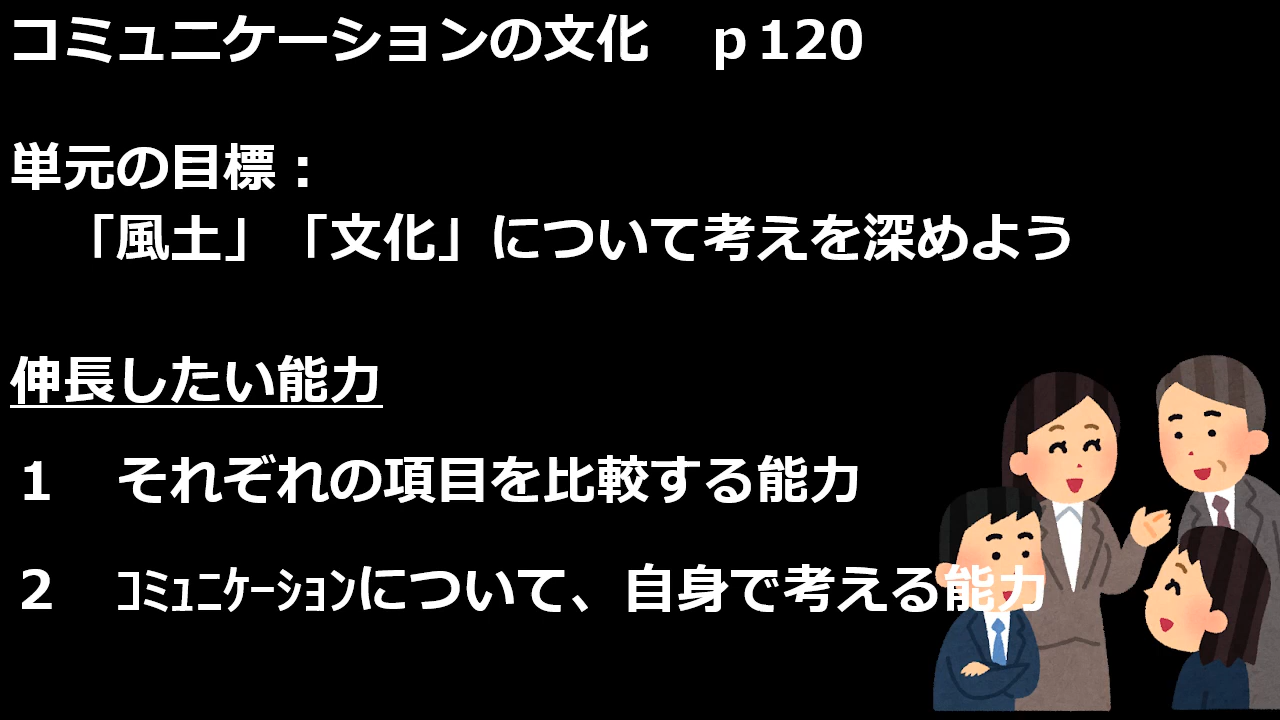 コミュニケーションの文化　ｐ120
単元の目標：
「風土」「文化」について考えを深めよう
伸長したい能力
１　それぞれの項目を比較する能力
２　ｺﾐｭﾆｹｰｼｮﾝについて、自身で考える能力